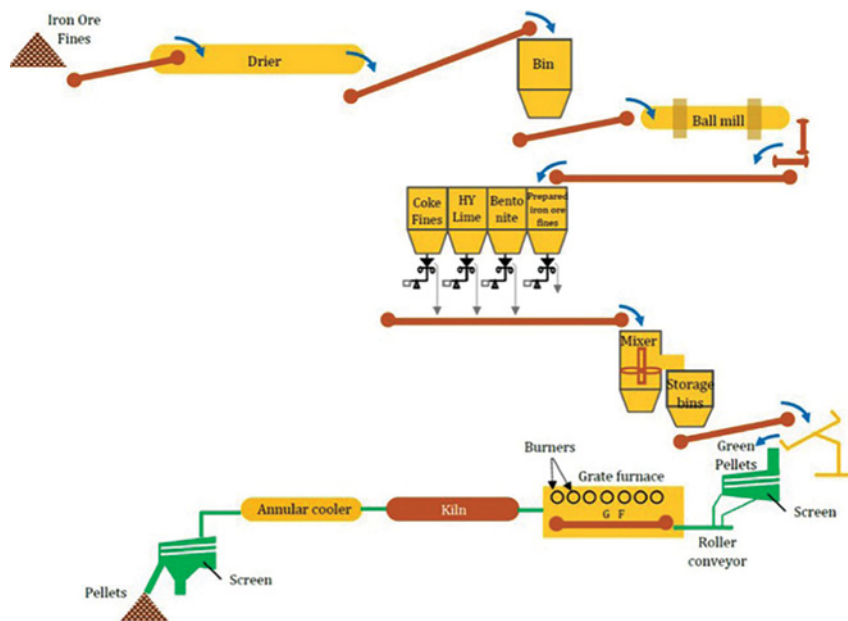 Iron Ore
Fines
Drier
Bin
Ball mill
Coke
Fines
HY
Lime
Bento
nite
Prepared
iron ore
fines
Mixer
Storage
bins
Green
Pellets
Burners
Grate furnace
G F
Screen
Roller
conveyor
Kiln
Annular cooler
Screen
Pellets